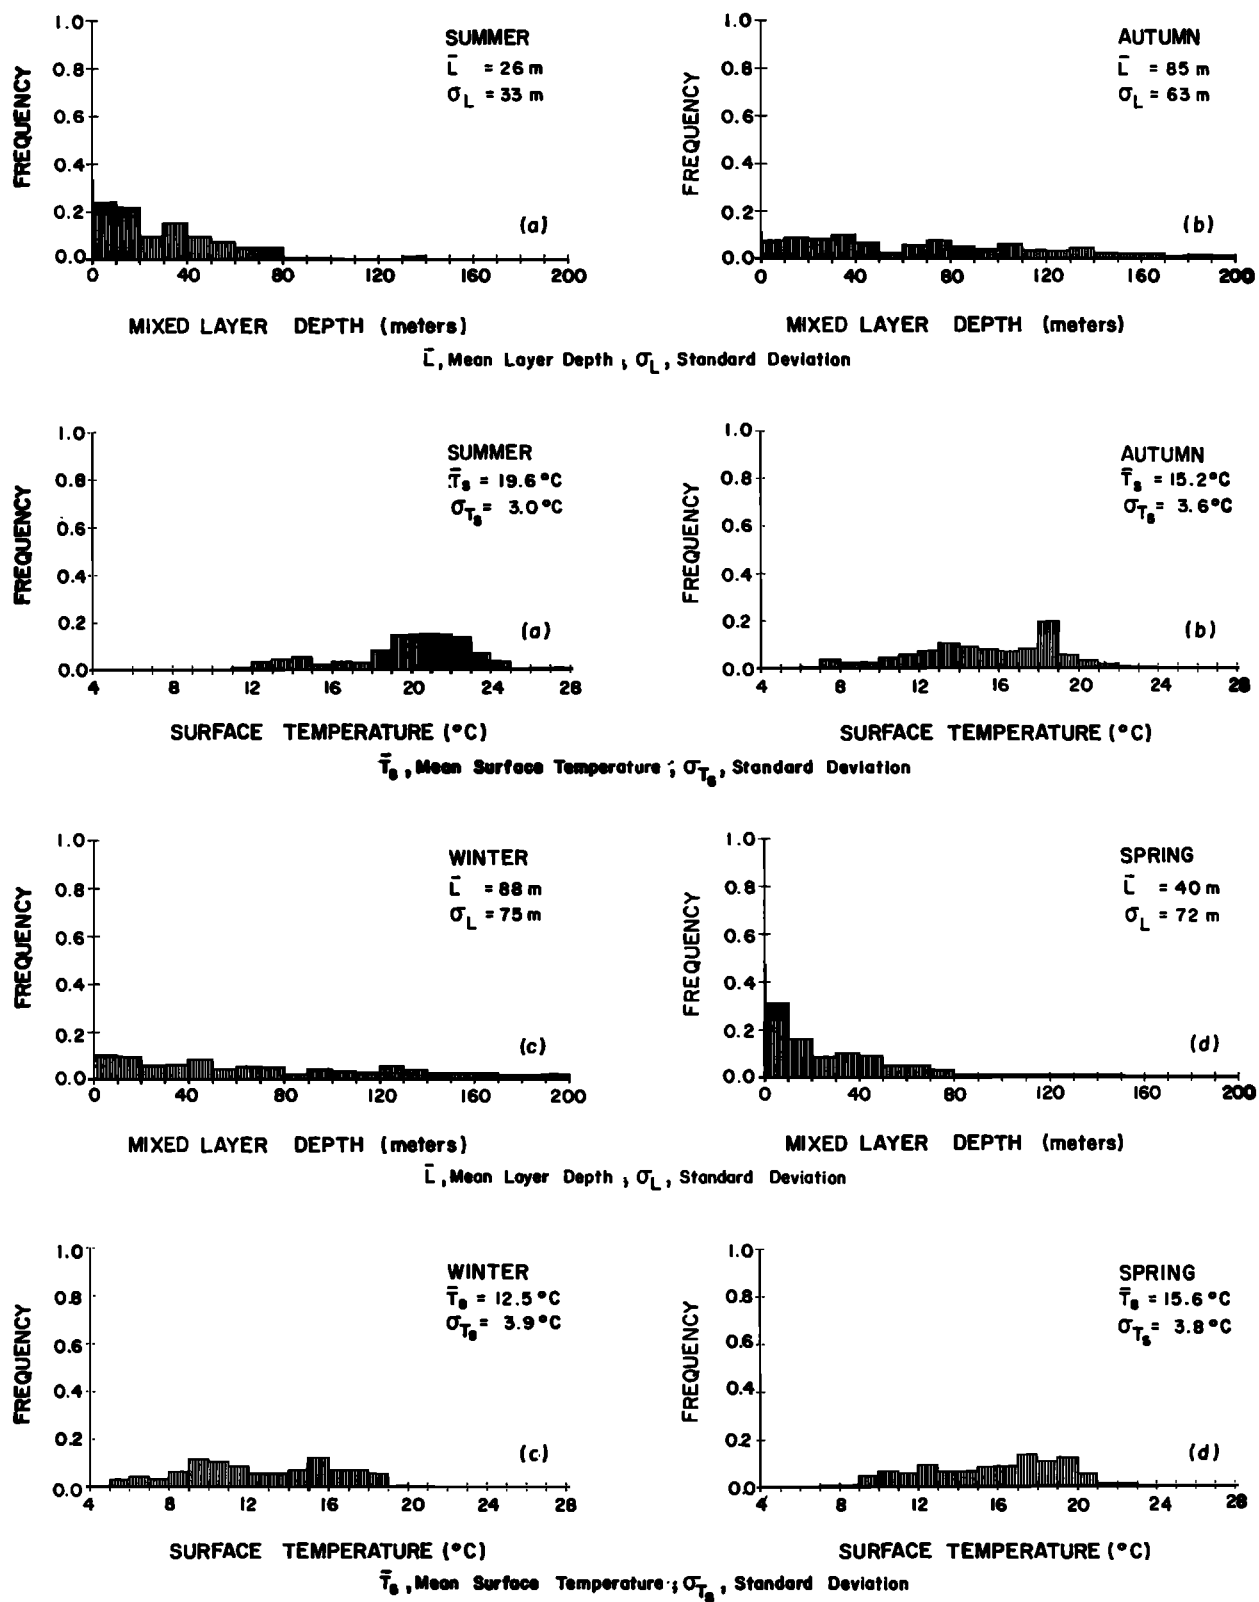 1.0
0.8
0.6
0.4
0.2
0.0
FREQUENCY
SUMMER
L̄ = 26 m
σL = 33 m
(a)
0 40 80 120 160 200
MIXED LAYER DEPTH (meters)
1.0
0.8
0.6
0.4
0.2
0.0
FREQUENCY
AUTUMN
L̄ = 85 m
σL = 63 m
(b)
0 40 80 120 160 200
MIXED LAYER DEPTH (meters)
L̄, Mean Layer Depth ; σL, Standard Deviation
1.0
0.8
0.6
0.4
0.2
0.0
FREQUENCY
SUMMER
T̄s = 19.6 °C
σTs = 3.0 °C
(a)
4 8 12 16 20 24 28
SURFACE TEMPERATURE (°C)
1.0
0.8
0.6
0.4
0.2
0.0
FREQUENCY
AUTUMN
T̄s = 15.2 °C
σTs = 3.6 °C
(b)
4 8 12 16 20 24 28
SURFACE TEMPERATURE (°C)
T̄s, Mean Surface Temperature ; σTs, Standard Deviation
1.0
0.8
0.6
0.4
0.2
0.0
FREQUENCY
WINTER
L̄ = 88 m
σL = 75 m
(c)
0 40 80 120 160 200
MIXED LAYER DEPTH (meters)
1.0
0.8
0.6
0.4
0.2
0.0
FREQUENCY
SPRING
L̄ = 40 m
σL = 72 m
(d)
0 40 80 120 160 200
MIXED LAYER DEPTH (meters)
L̄, Mean Layer Depth ; σL, Standard Deviation
1.0
0.8
0.6
0.4
0.2
0.0
FREQUENCY
WINTER
T̄s = 12.5 °C
σTs = 3.9 °C
(c)
4 8 12 16 20 24 28
SURFACE TEMPERATURE (°C)
1.0
0.8
0.6
0.4
0.2
0.0
FREQUENCY
SPRING
T̄s = 15.6 °C
σTs = 3.8 °C
(d)
4 8 12 16 20 24 28
SURFACE TEMPERATURE (°C)
T̄s, Mean Surface Temperature ; σTs, Standard Deviation